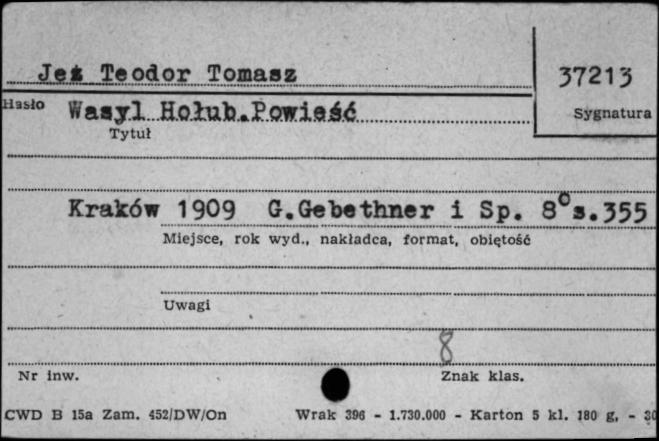 Jeż Teodor Tomasz
37213
Hasło
Wasyl Hołub.Powieść
Sygnatura
Tytuł
Kraków 1909 G.Gebethner i Sp. 8°s.355
Miejsce, rok wyd., nakładca, format, objętość
Uwagi
8
Nr inw.
Znak klas.
CWD B 15a Zam. 452/DW/On Wrak 396 - 1.730.000 - Karton 5 kl. 180 g, - 30